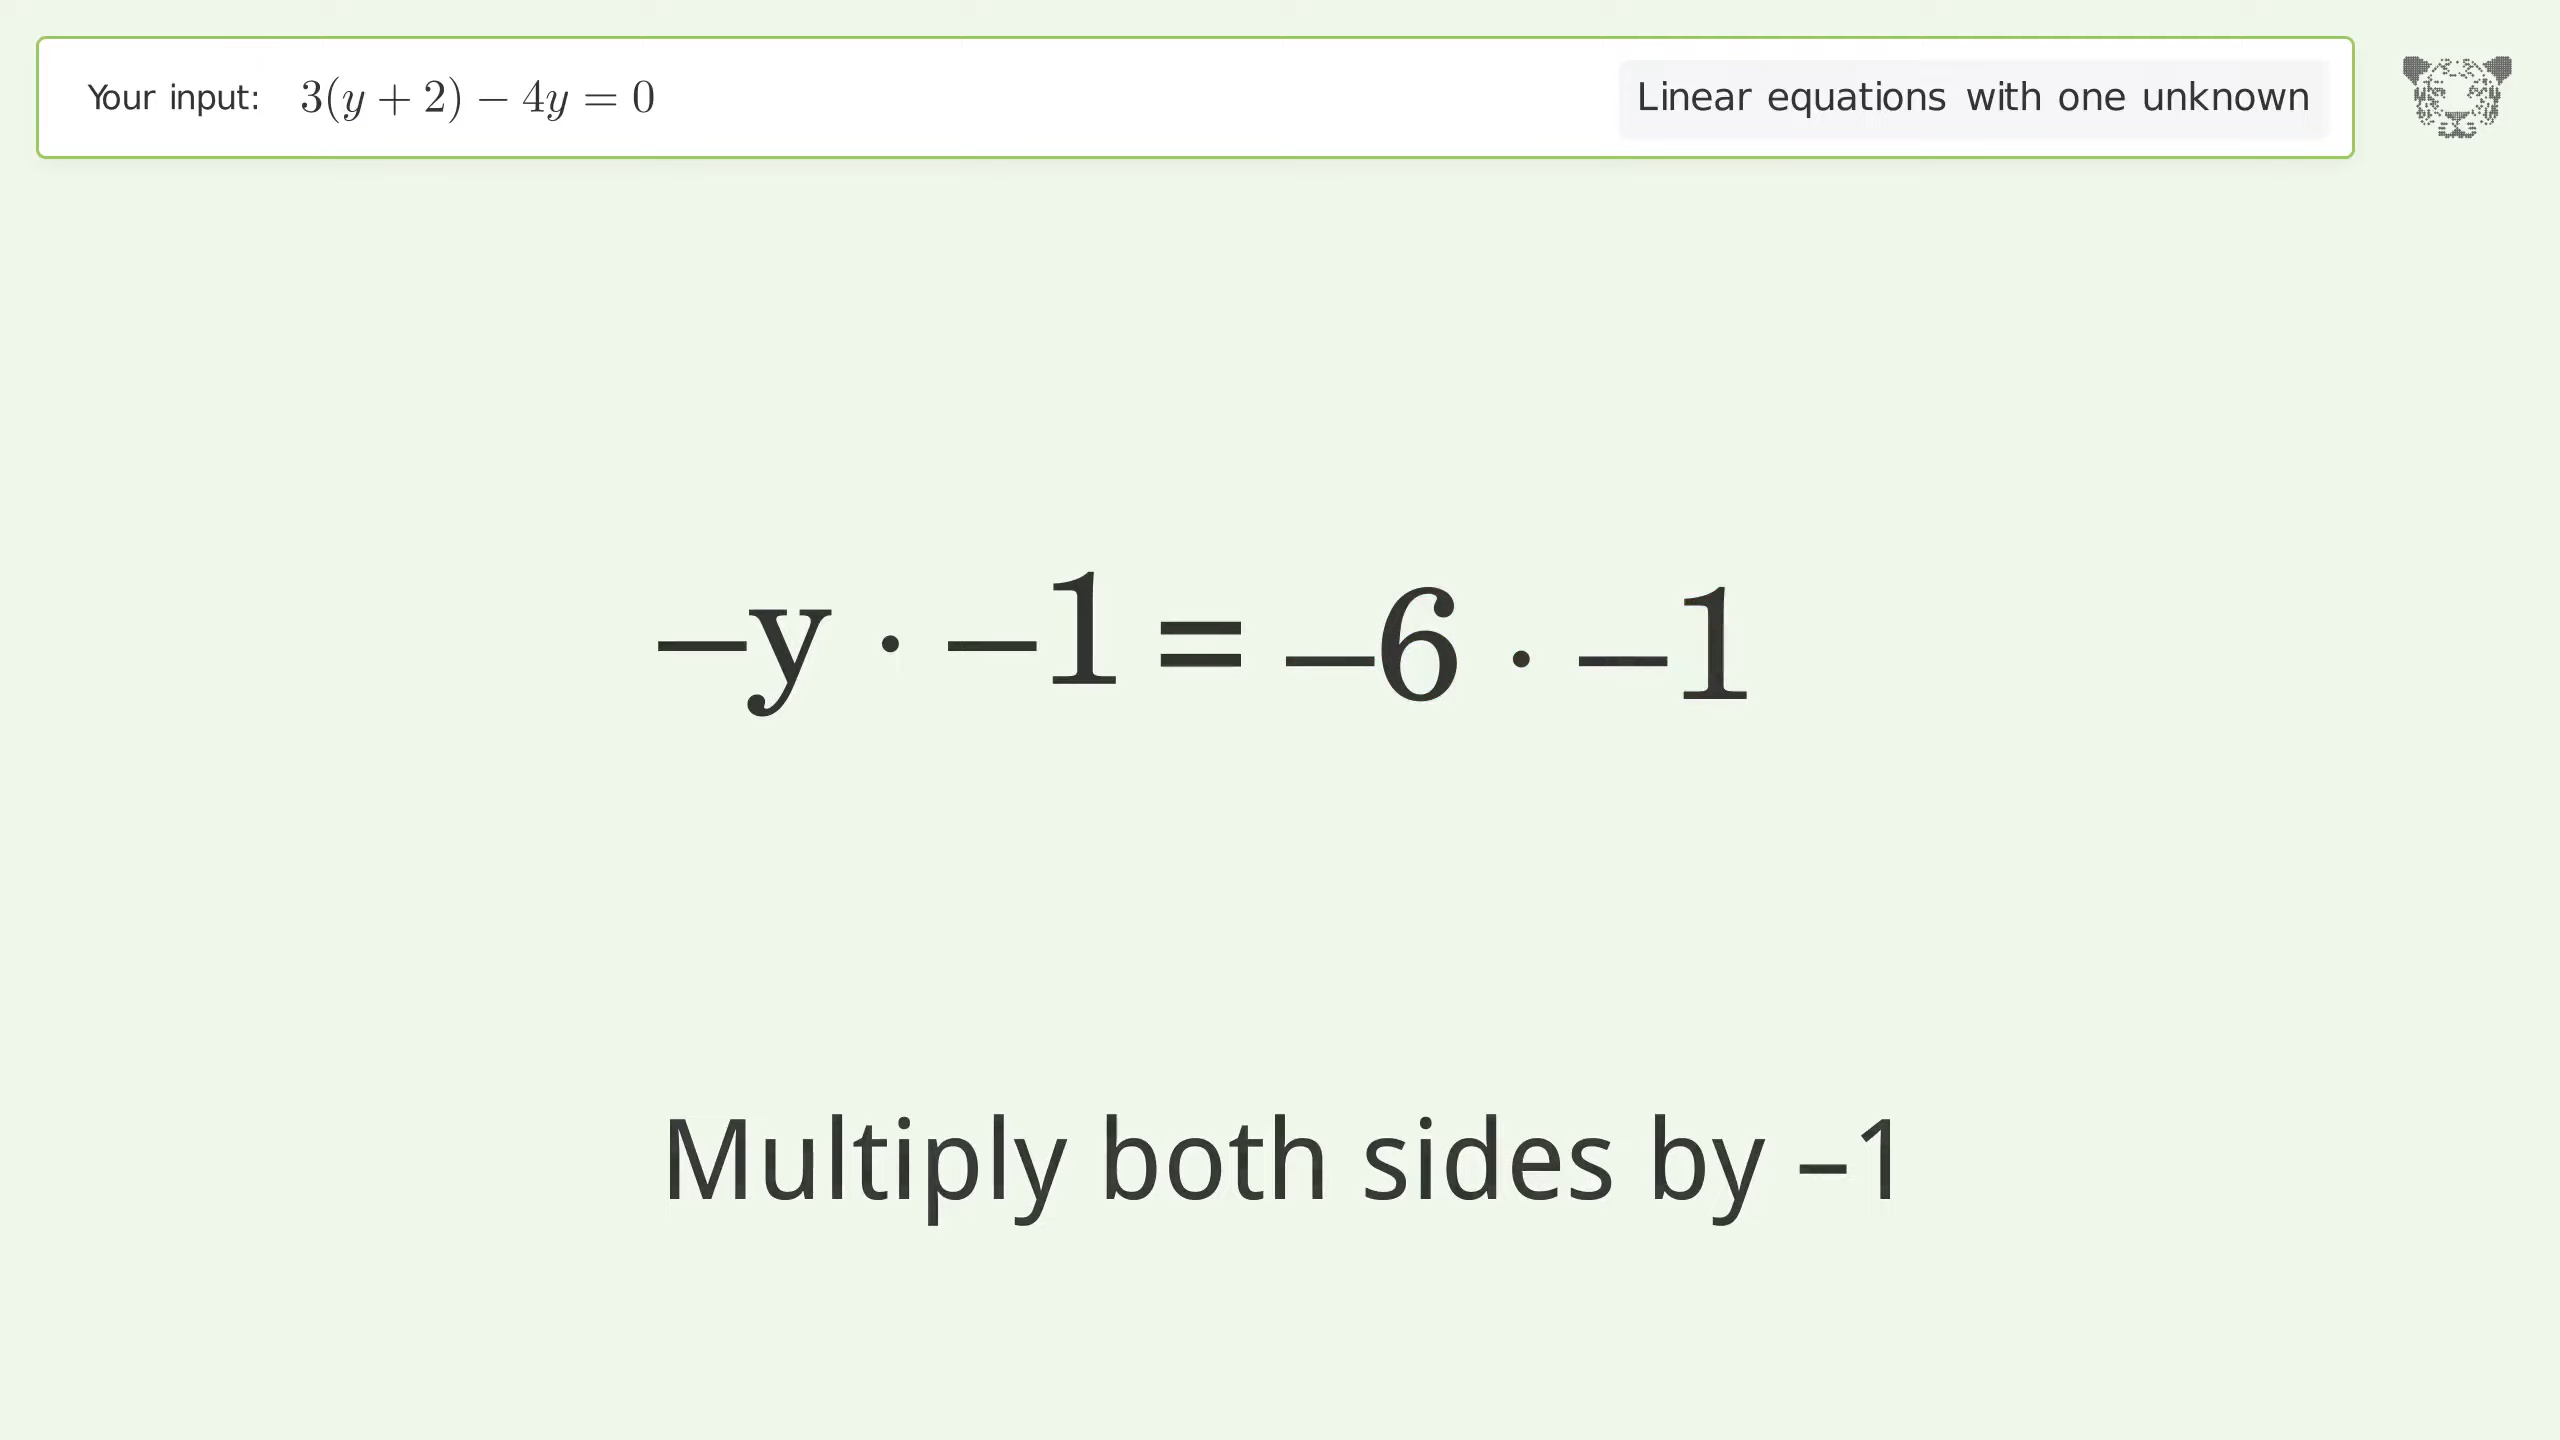 Your input: 3(y + 2) − 4y = 0
Linear equations with one unknown
−y · −1 = −6 · −1
Multiply both sides by −1